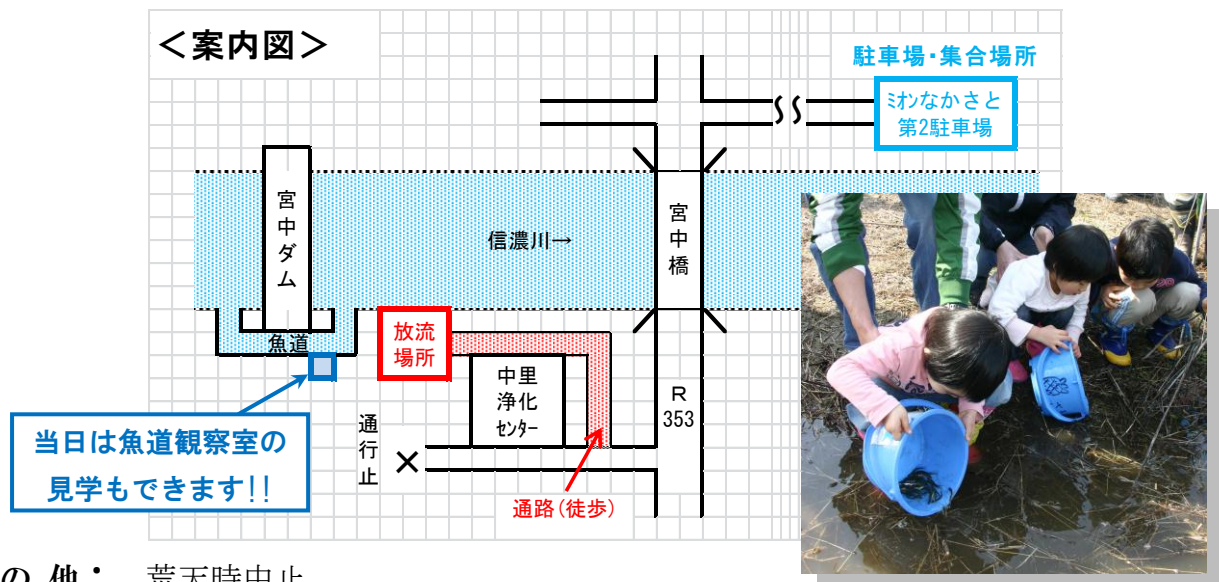 ＜案内図＞
駐車場・集合場所
ﾐｵﾝなかさと
第2駐車場
宮中ダム
信濃川→
宮中橋
魚道
放流
場所
中里
浄化
ｾﾝﾀｰ
R
353
通行止
×
当日は魚道観察室の
見学もできます!!
通路(徒歩)
の 他： 荒天時中止